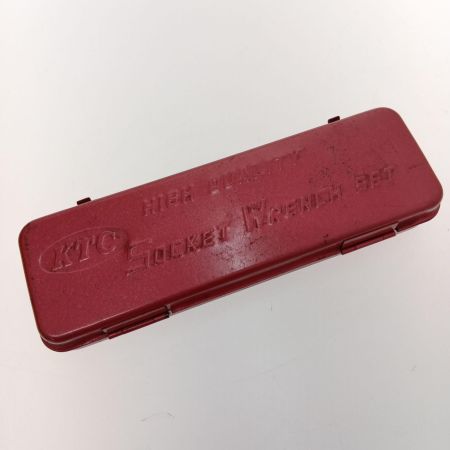 HIGH QUALITY
KTC SOCKET WRENCH SET